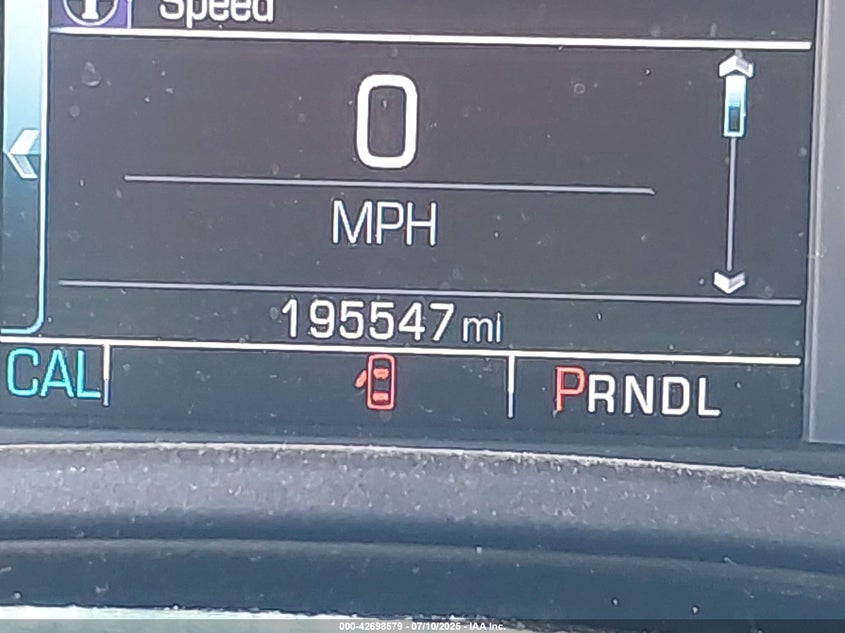 Speed
0
MPH
195547 mi
CAL
PRNDL
000-42698579 - 07/10/2025 - IAA Inc.